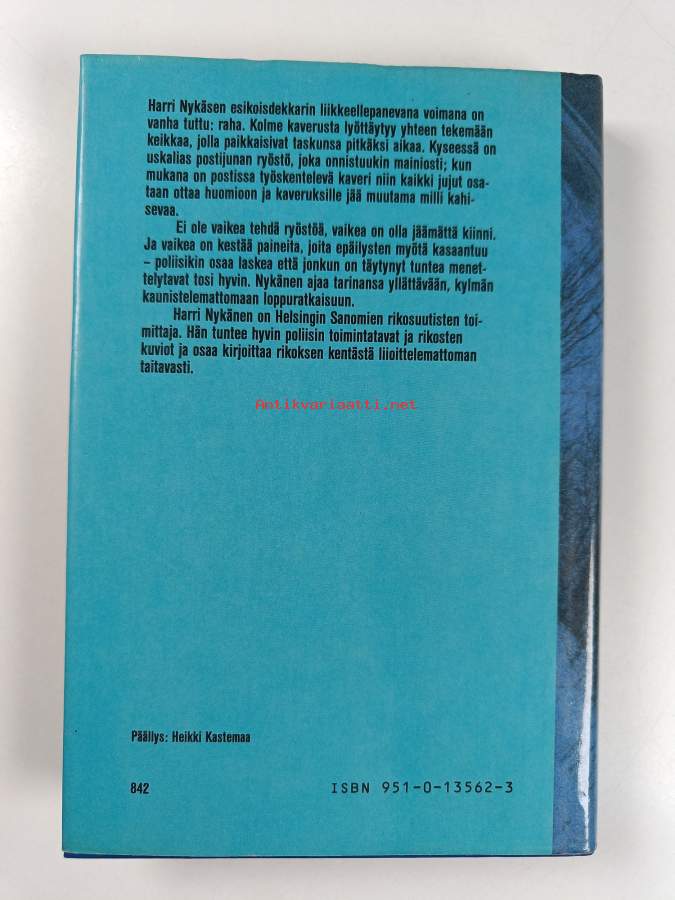 Harri Nykäsen esikoisdekkarin liikkeellepanevana voimana on
vanha tuttu; raha. Kolme kaverusta lyöttäytyy yhteen tekemään
keikkaa, jolla paikkaisivat taskunsa pitkäksi aikaa. Kyseessä on
uskalias postijunan ryöstö, joka onnistuukin mainiosti; kun
mukana on postissa työskentelevä kaveri niin kaikki jujut osa-
taan ottaa huomioon ja kaveruksille jää muutama milli kahi-
sevaa.
Ei ole vaikea tehdä ryöstöä, vaikea on olla jäämättä kiinni.
Ja vaikea on kestää paineita, joita epäilysten myötä kasaantuu
– poliisikin osaa laskea että jonkun on täytynyt tuntea menet-
telytavat tosi hyvin. Nykänen ajaa tarinansa yllättävään, kylmän
kaunistelemattomaan loppuratkaisuun.
Harri Nykänen on Helsingin Sanomien rikosuutisten toi-
mittaja. Hän tuntee hyvin poliisin toimintatavat ja rikosten
kuviot ja osaa kirjoittaa rikoksen kentästä liioittelemattoman
taitavasti.
Antikvariaatti.net
Päällys: Heikki Kastemaa
842
ISBN 951-0-13562-3